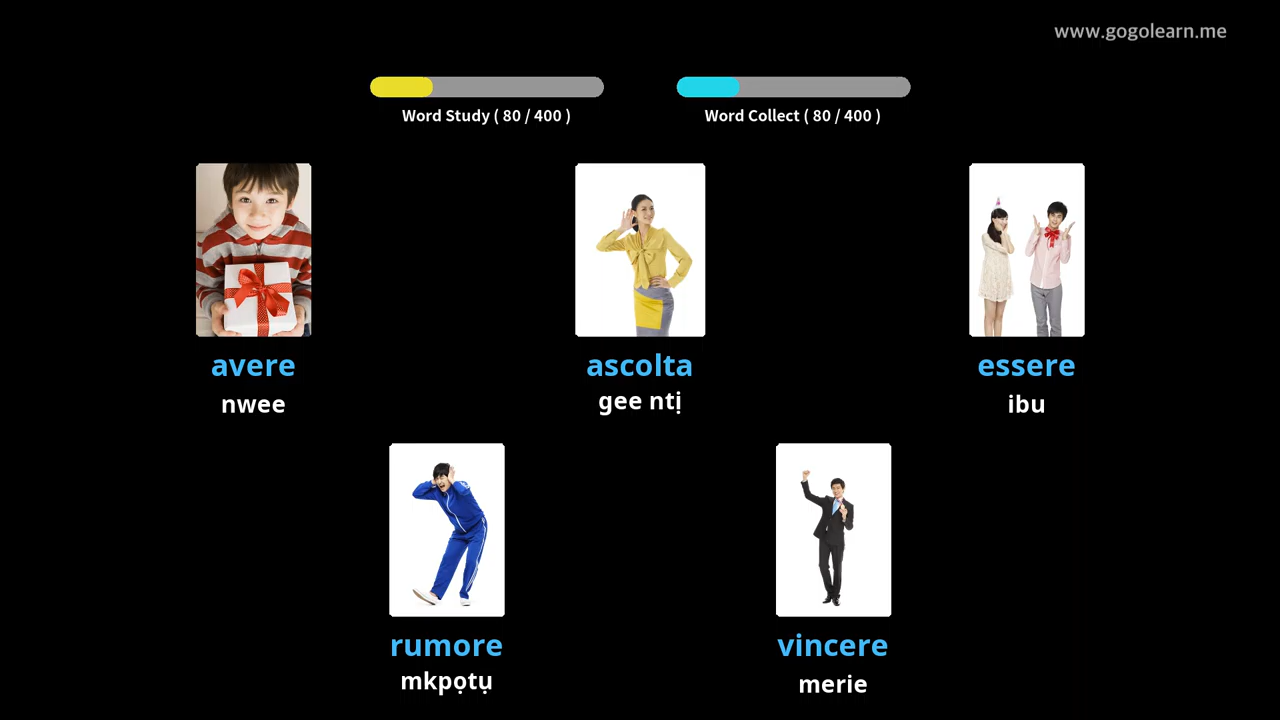 www.gogolearn.me
Word Study ( 80 / 400 )
Word Collect ( 80 / 400 )
avere
nwee
ascolta
gee ntị
essere
ibu
rumore
mkpọtụ
vincere
merie